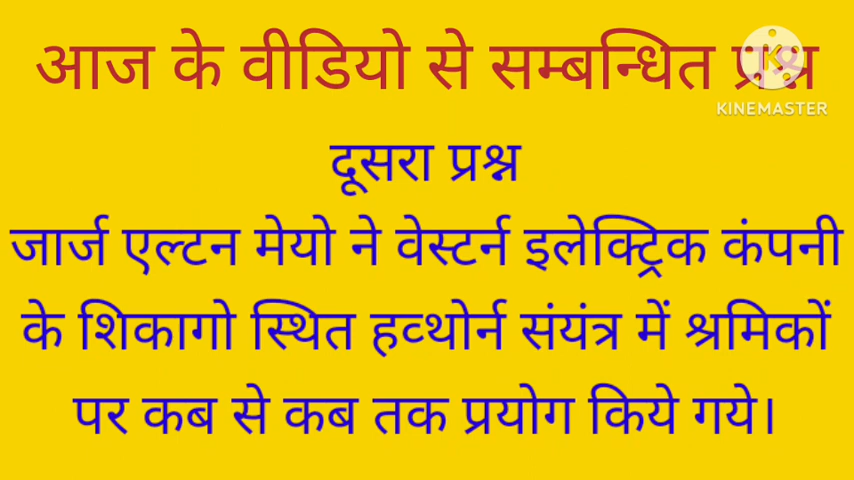 आज के वीडियो से सम्बन्धित प्रश्न
KINEMASTER
दूसरा प्रश्न
जार्ज एल्टन मेयो ने वेस्टर्न इलेक्ट्रिक कंपनी
के शिकागो स्थित हव्थोर्न संयंत्र में श्रमिकों
पर कब से कब तक प्रयोग किये गये।